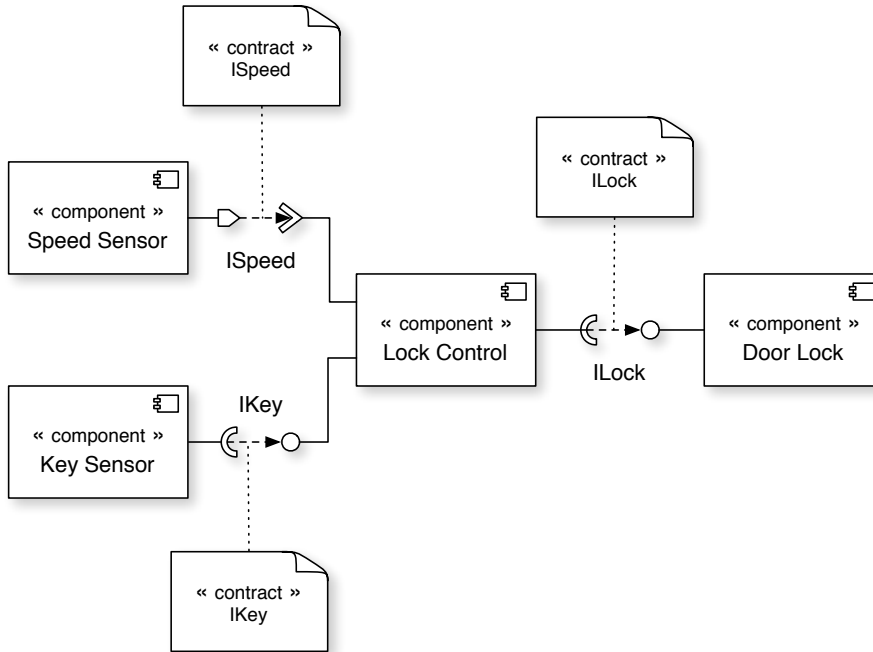 « contract »
ISpeed
« contract »
ILock
« component »
Speed Sensor
ISpeed
« component »
Lock Control
ILock
« component »
Door Lock
IKey
« component »
Key Sensor
« contract »
IKey